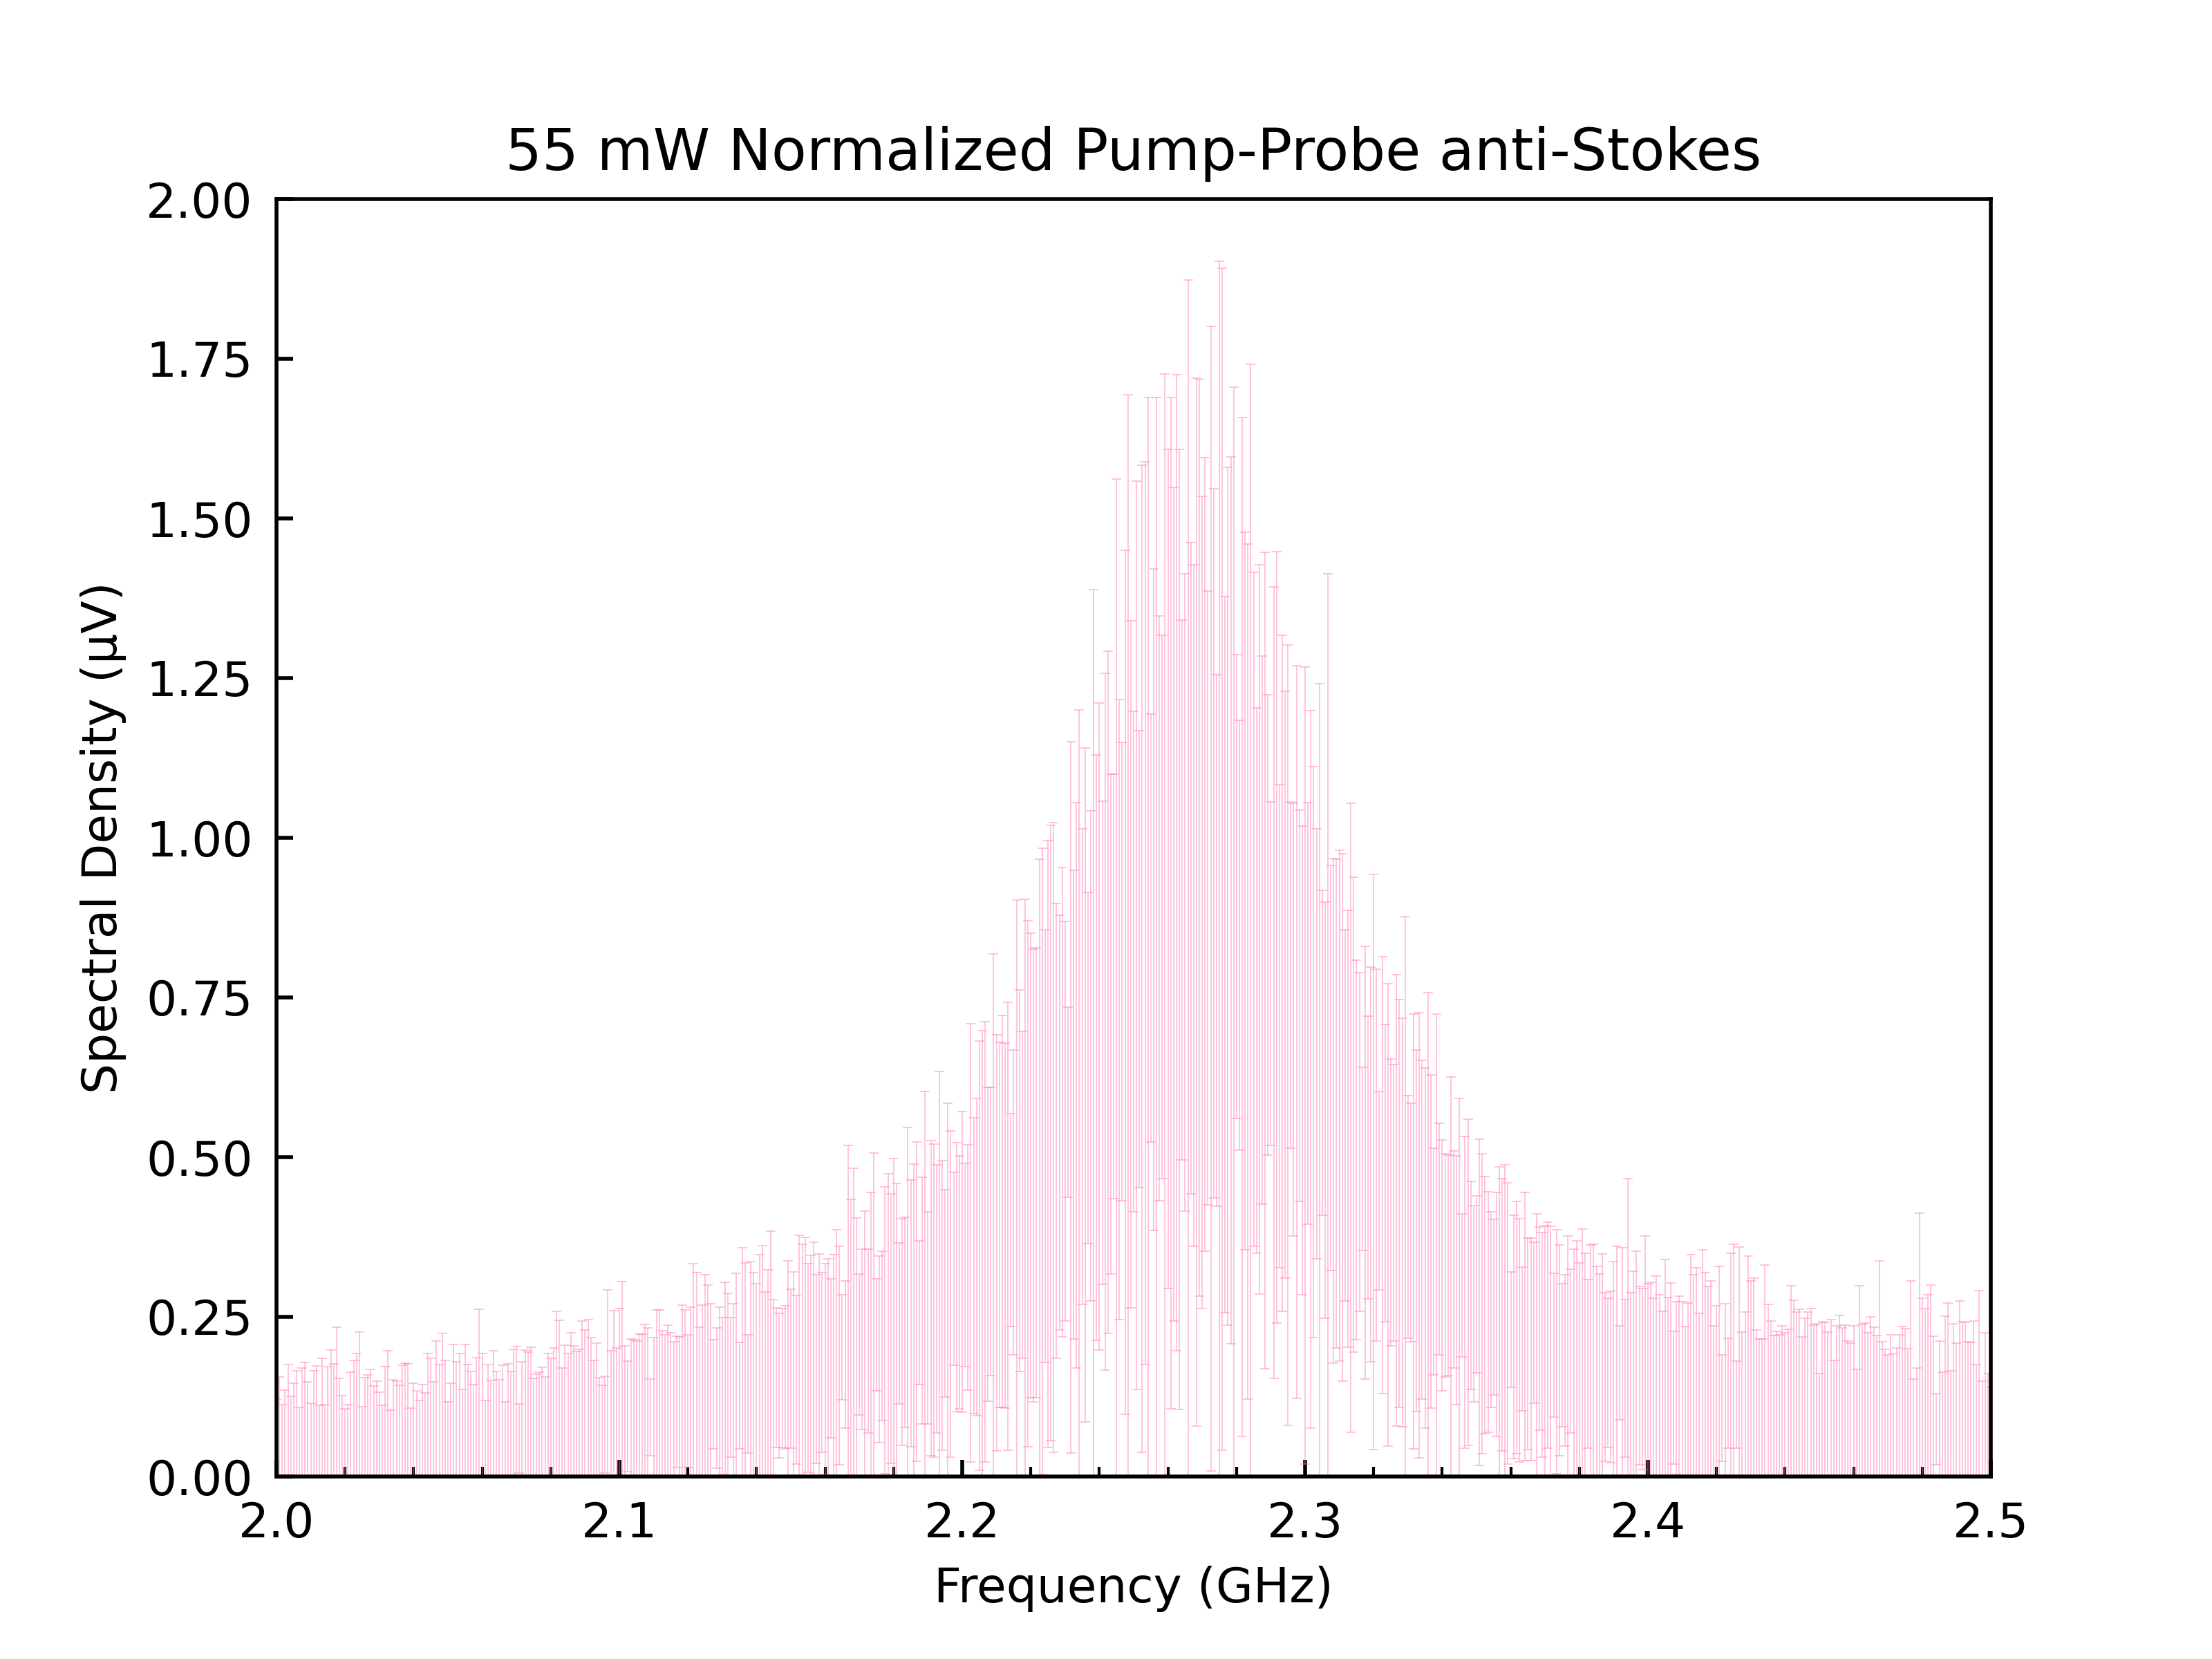 55 mW Normalized Pump-Probe anti-Stokes
2.00
1.75
1.50
1.25
1.00
0.75
0.50
0.25
0.00
Spectral Density (μV)
2.0 2.1 2.2 2.3 2.4 2.5
Frequency (GHz)